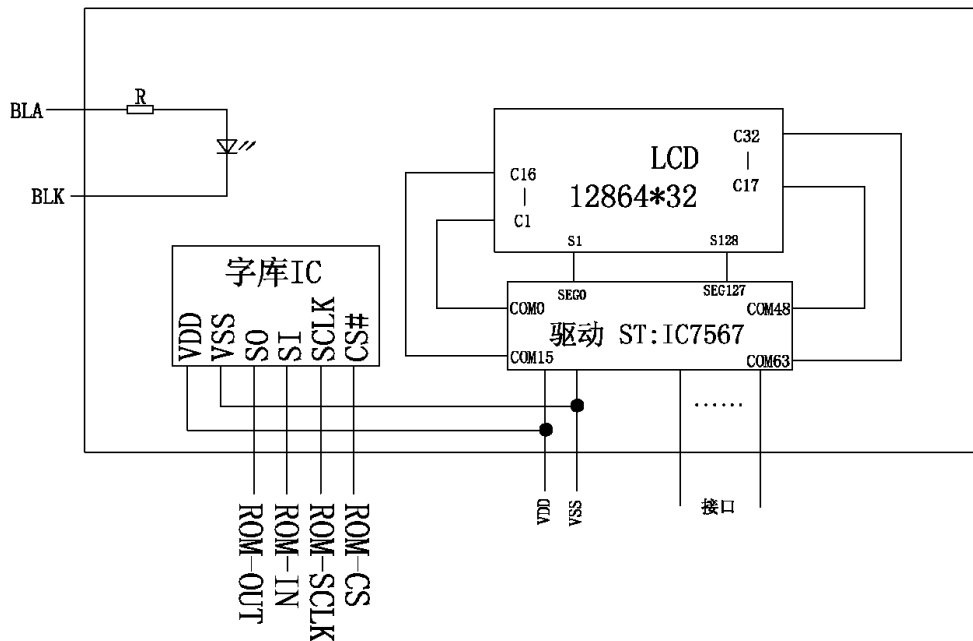 BLA
R
BLK
LCD
12864*32
C16
C1
C32
C17
S1
S128
SEG0
SEG127
COM0
COM15
COM48
COM63
驱动 ST:IC7567
字库IC
VDD
VSS
SO
SI
SCLK
CS#
......
VDD
VSS
接口
ROM-OUT
ROM-IN
ROM-SCLK
ROM-CS